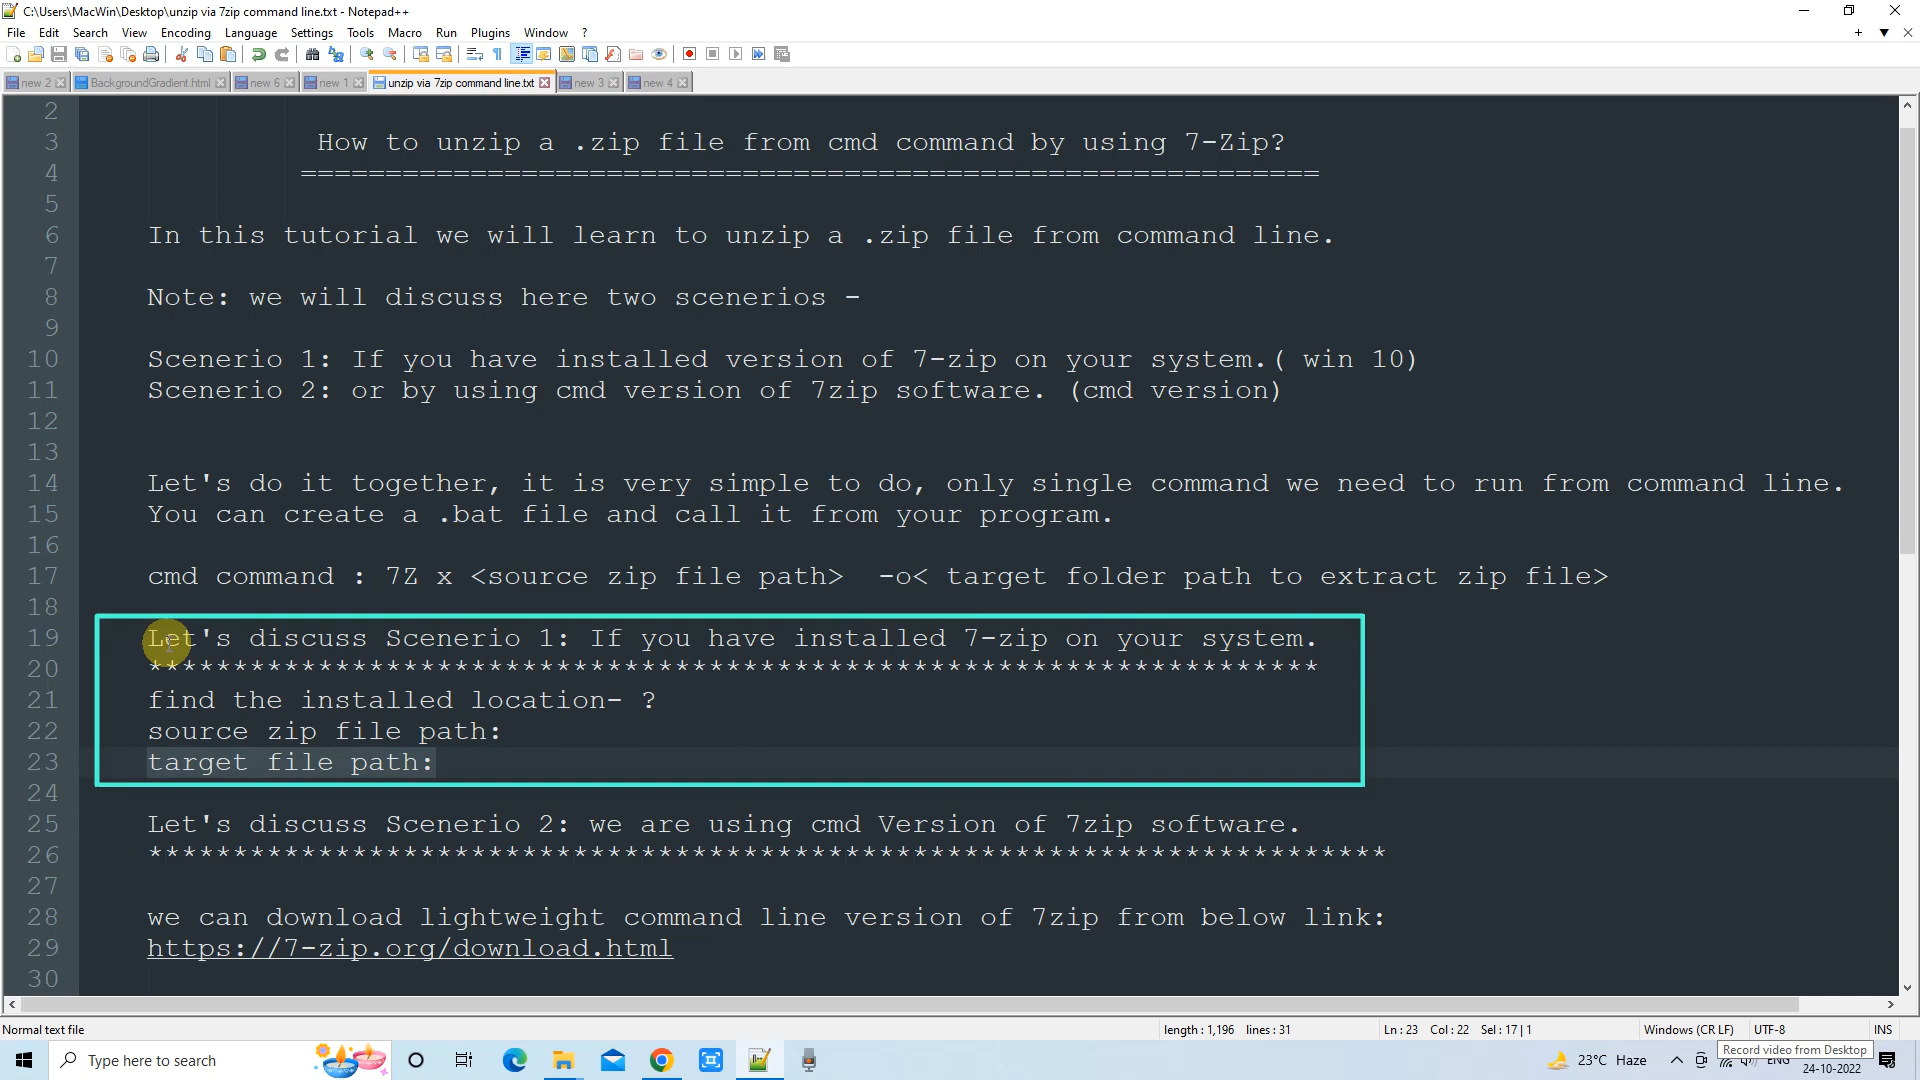 C:\Users\MacWin\Desktop\unzip via 7zip command line.txt - Notepad++
File Edit Search View Encoding Language Settings Tools Macro Run Plugins Window ?
new 2 BackgroundGradient.html new 6 new 1 unzip via 7zip command line.txt new 3 new 4
2
3 How to unzip a .zip file from cmd command by using 7-Zip?
4 ============================================================
5
6 In this tutorial we will learn to unzip a .zip file from command line.
7
8 Note: we will discuss here two scenerios -
9
10 Scenerio 1: If you have installed version of 7-zip on your system.( win 10)
11 Scenerio 2: or by using cmd version of 7zip software. (cmd version)
12
13
14 Let's do it together, it is very simple to do, only single command we need to run from command line.
15 You can create a .bat file and call it from your program.
16
17 cmd command : 7Z x <source zip file path>  -o< target folder path to extract zip file>
18
19 Let's discuss Scenerio 1: If you have installed 7-zip on your system.
20 *********************************************************************
21 find the installed location- ?
22 source zip file path:
23 target file path:
24
25 Let's discuss Scenerio 2: we are using cmd Version of 7zip software.
26 *************************************************************************
27
28 we can download lightweight command line version of 7zip from below link:
29 https://7-zip.org/download.html
30
Normal text file length : 1,196 lines : 31 Ln : 23 Col : 22 Sel : 17 | 1 Windows (CR LF) UTF-8 INS
Type here to search 23°C Haze ENG
Record video from Desktop
24-10-2022